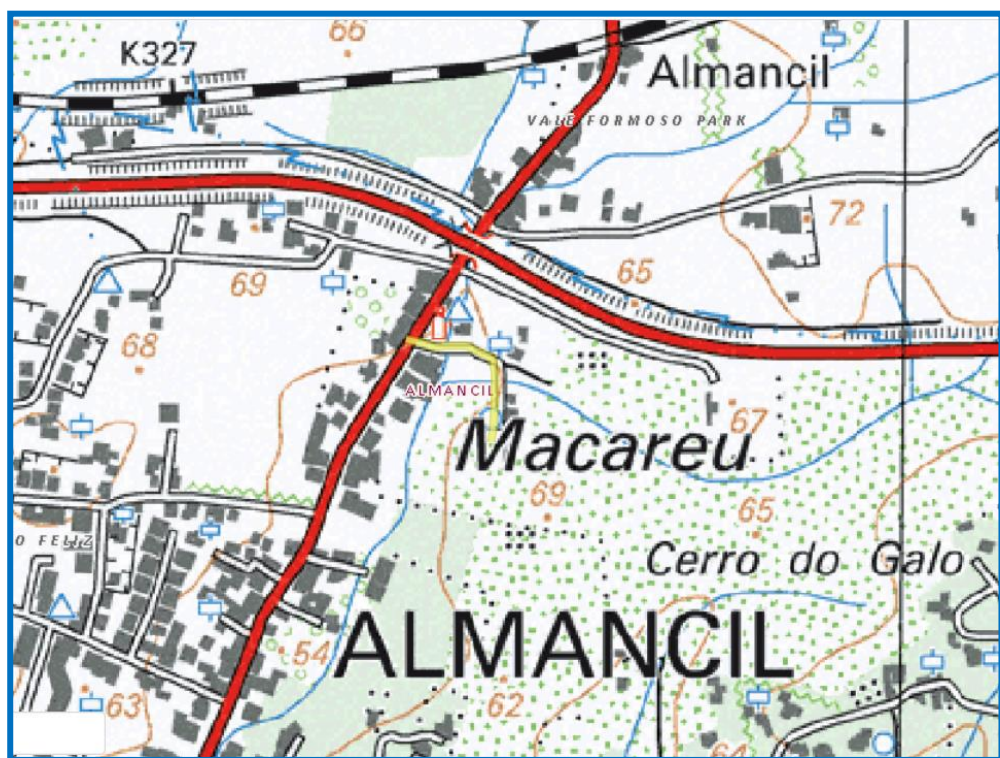 66
K327
Almancil
VALE FORMOSO PARK
72
65
69
68
ALMANCIL
67
Macareu
69
65
O FELIZ
Cerro do Galo
ALMANCIL
54
63
62
64